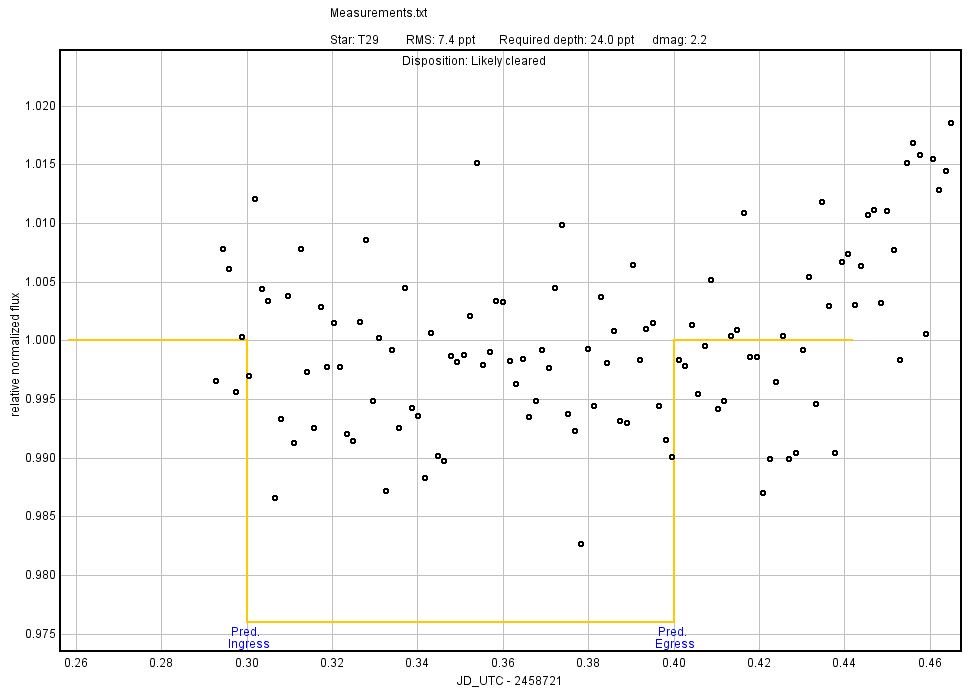 Measurements.txt
Star: T29 RMS: 7.4 ppt Required depth: 24.0 ppt dmag: 2.2
Disposition: Likely cleared
1.020
1.015
1.010
1.005
1.000
0.995
0.990
0.985
0.980
0.975
relative normalized flux
Pred. Ingress
Pred. Egress
0.26 0.28 0.30 0.32 0.34 0.36 0.38 0.40 0.42 0.44 0.46
JD_UTC - 2458721